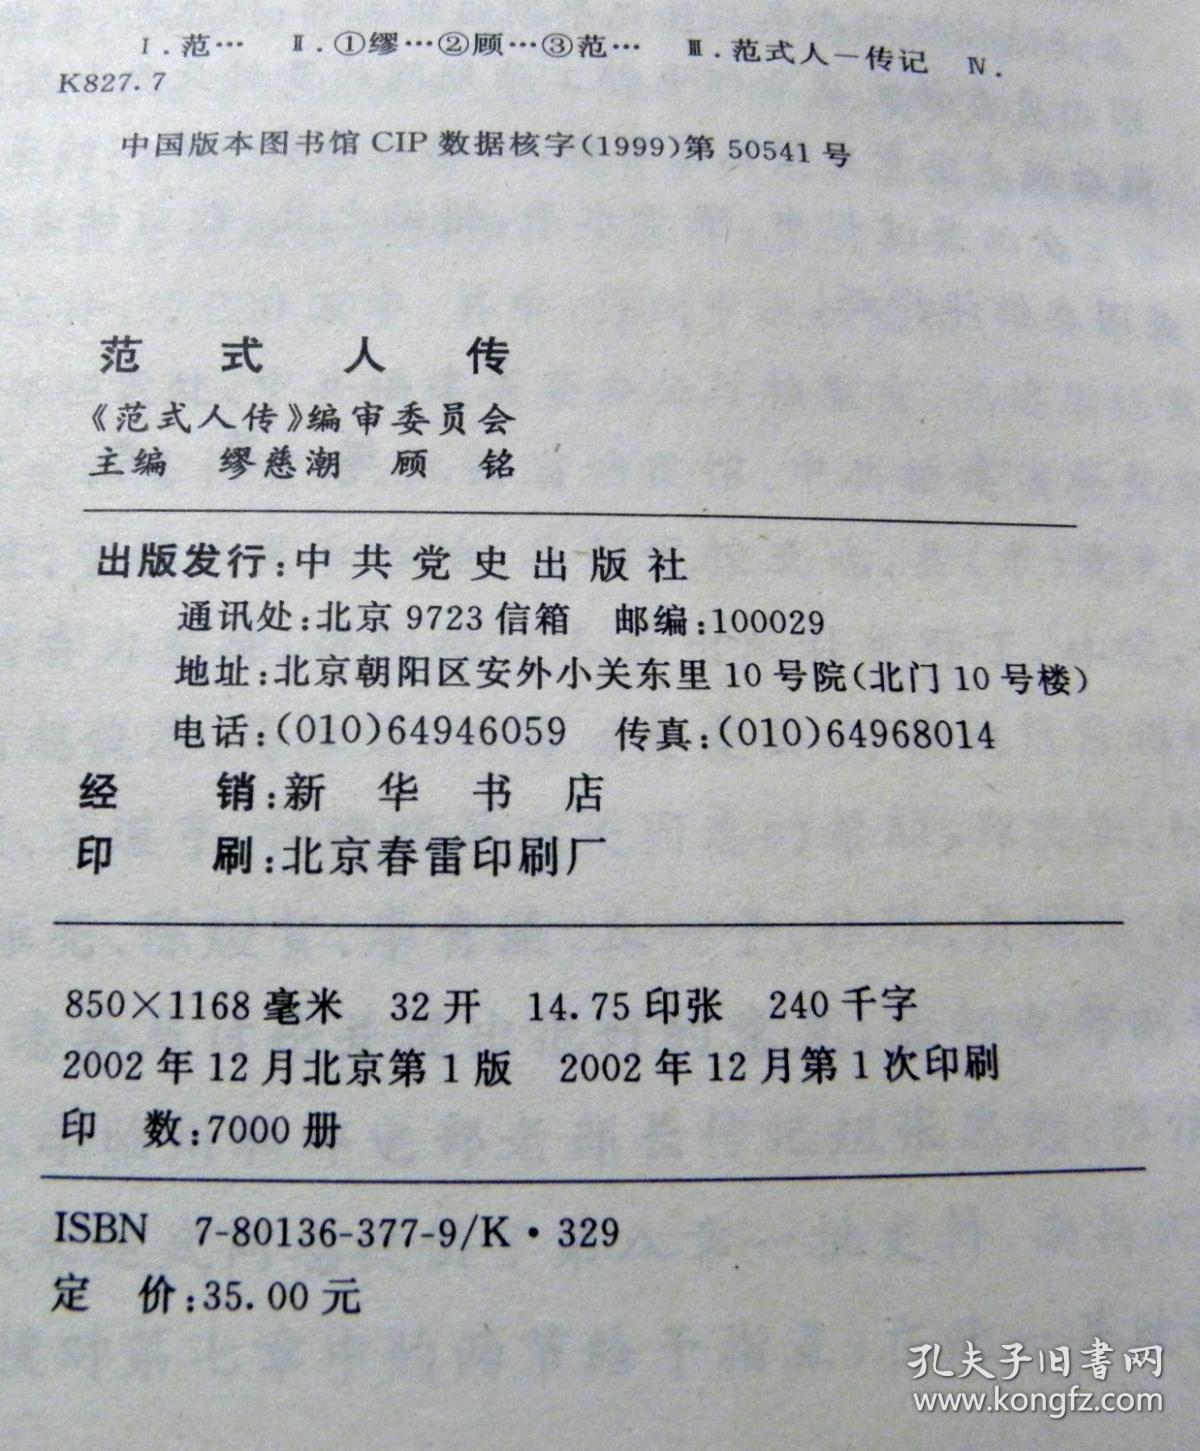 Ⅰ.范… Ⅱ.①缪…②顾…③范… Ⅲ.范式人—传记 Ⅳ.
K827.7
中国版本图书馆 CIP 数据核字(1999)第 50541 号
范 式 人 传
《范式人传》编审委员会
主编 缪慈潮 顾 铭
出版发行:中共党史出版社
通讯处:北京 9723 信箱 邮编:100029
地址:北京朝阳区安外小关东里 10 号院(北门 10 号楼)
电话:(010)64946059 传真:(010)64968014
经 销:新 华 书 店
印 刷:北京春雷印刷厂
850×1168 毫米 32 开 14.75 印张 240 千字
2002 年 12 月北京第 1 版 2002 年 12 月第 1 次印刷
印 数:7000 册
ISBN 7-80136-377-9/K·329
定 价:35.00 元
孔夫子旧书网
www.kongfz.com